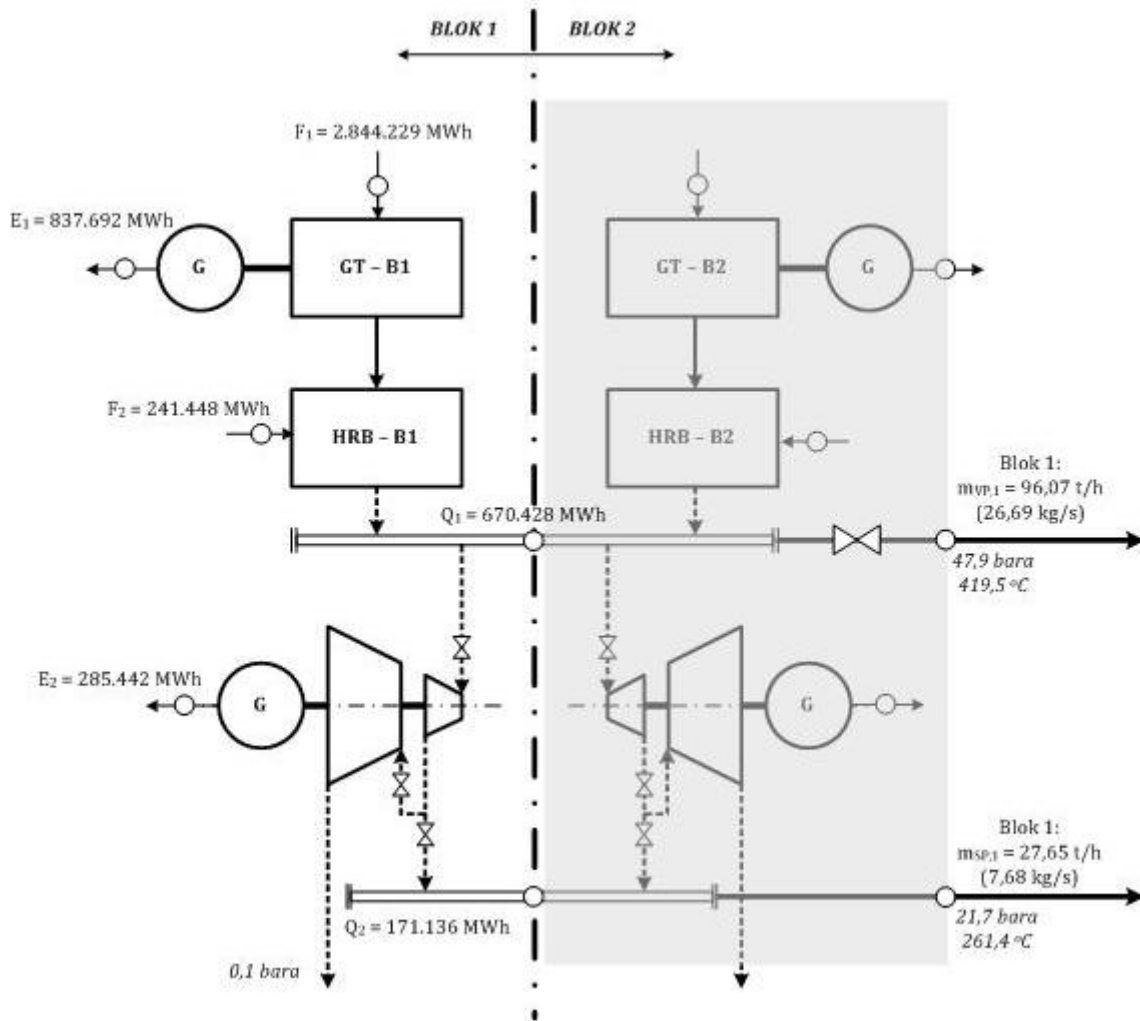 BLOK 1 BLOK 2
F₁ = 2.844.229 MWh
E₁ = 837.692 MWh
G
GT – B1
GT – B2
G
F₂ = 241.448 MWh
HRB – B1
HRB – B2
Q₁ = 670.428 MWh
Blok 1:
mVP,1 = 96,07 t/h
(26,69 kg/s)
47,9 bara
419,5 ºC
E₂ = 285.442 MWh
G
G
Blok 1:
mSP,1 = 27,65 t/h
(7,68 kg/s)
21,7 bara
261,4 ºC
Q₂ = 171.136 MWh
0,1 bara